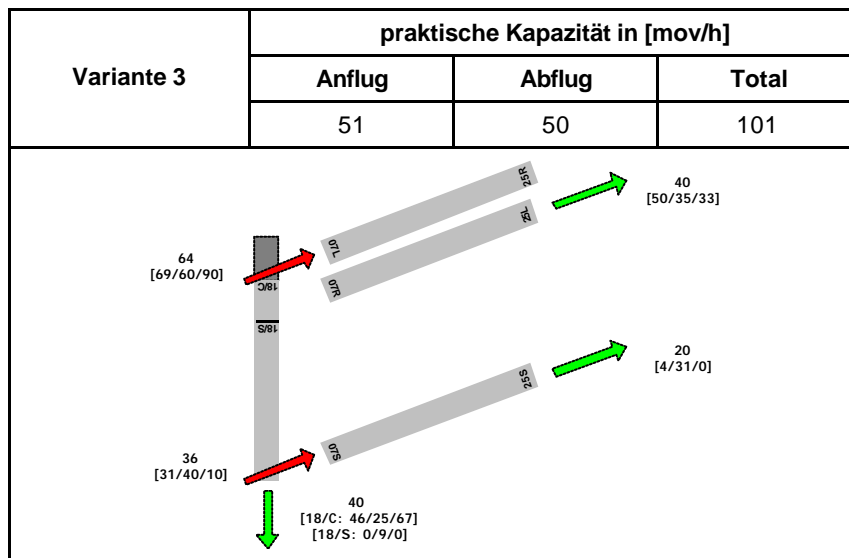 Variante 3
praktische Kapazität in [mov/h]
Anflug Abflug Total
51 50 101
25R
40
[50/35/33]
25L
64
[69/60/90]
07L
18/C
07R
18/S
20
[4/31/0]
25S
07S
36
[31/40/10]
40
[18/C: 46/25/67]
[18/S: 0/9/0]